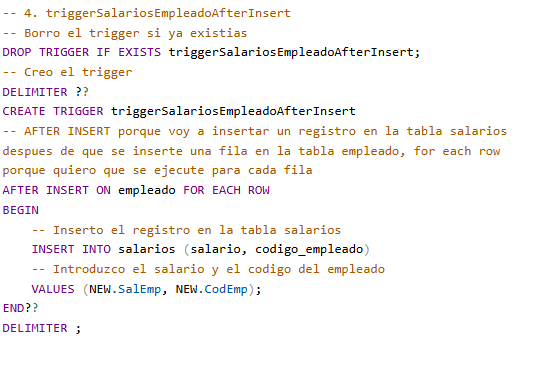 -- 4. triggerSalariosEmpleadoAfterInsert
-- Borro el trigger si ya existias
DROP TRIGGER IF EXISTS triggerSalariosEmpleadoAfterInsert;
-- Creo el trigger
DELIMITER ??
CREATE TRIGGER triggerSalariosEmpleadoAfterInsert
-- AFTER INSERT porque voy a insertar un registro en la tabla salarios
despues de que se inserte una fila en la tabla empleado, for each row
porque quiero que se ejecute para cada fila
AFTER INSERT ON empleado FOR EACH ROW
BEGIN
    -- Inserto el registro en la tabla salarios
    INSERT INTO salarios (salario, codigo_empleado)
    -- Introduzco el salario y el codigo del empleado
    VALUES (NEW.SalEmp, NEW.CodEmp);
END??
DELIMITER ;